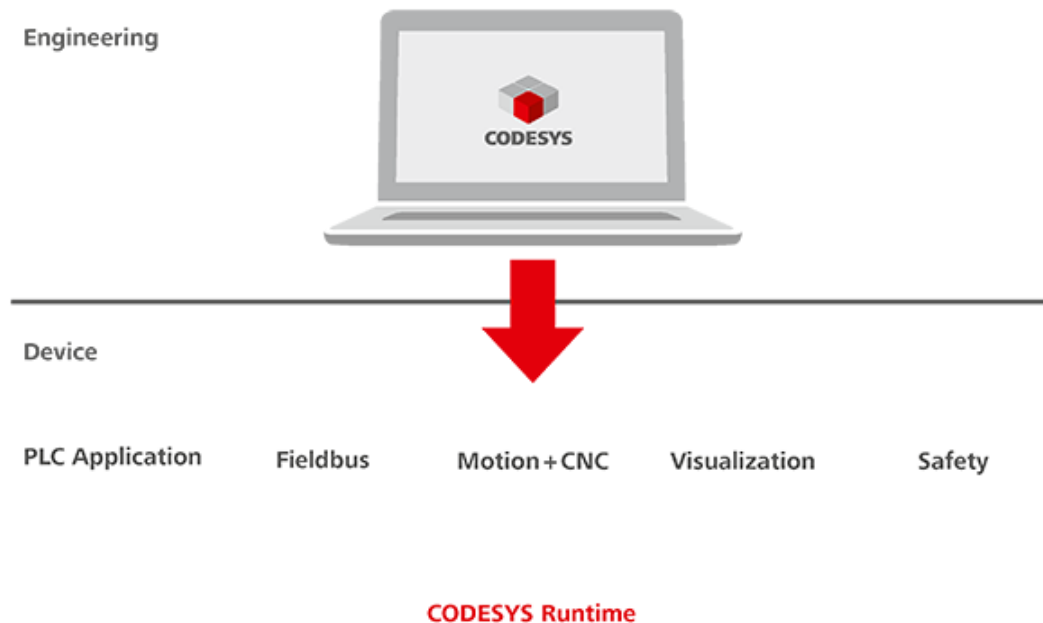 Engineering
CODESYS
Device
PLC Application
Fieldbus
Motion+CNC
Visualization
Safety
CODESYS Runtime